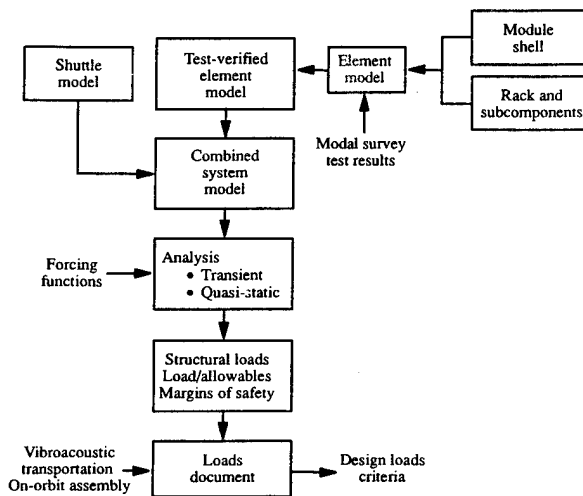 Module
shell
Shuttle
model
Test-verified
element
model
Element
model
Rack and
subcomponents
Modal survey
test results
Combined
system
model
Forcing
functions
Analysis
• Transient
• Quasi-static
Structural loads
Load/allowables
Margins of safety
Vibroacoustic
transportation
On-orbit assembly
Loads
document
Design loads
criteria